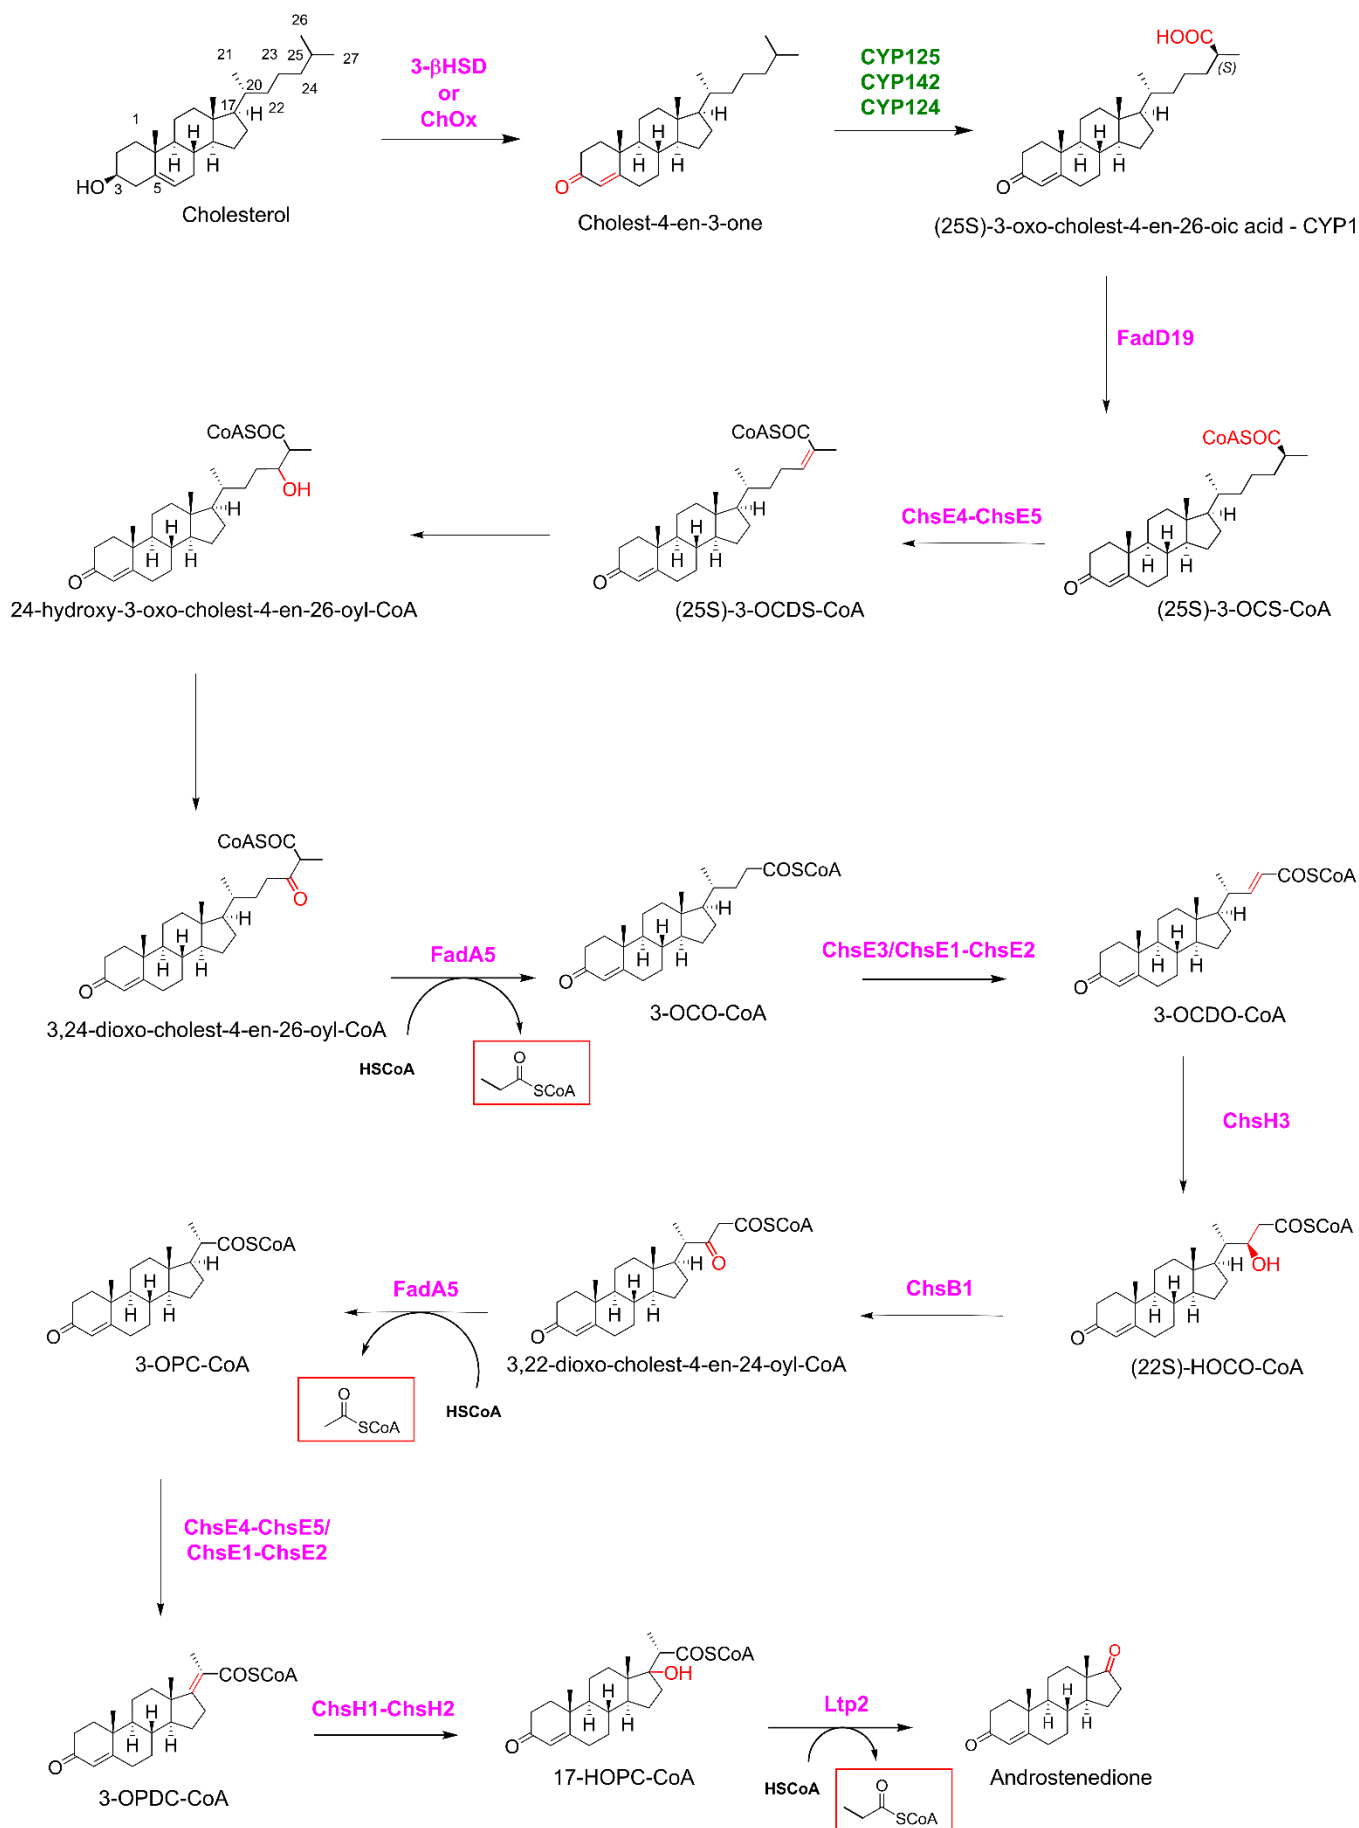 26
21
23
25
27
20
24
17
H
22
1
H
H
H
HO
3
5
Cholesterol
3-βHSD
or
ChOx
H
H
H
H
O
Cholest-4-en-3-one
CYP125
CYP142
CYP124
HOOC
(S)
H
H
H
H
O
(25S)-3-oxo-cholest-4-en-26-oic acid - CYP1
FadD19
CoASOC
OH
H
H
H
H
O
24-hydroxy-3-oxo-cholest-4-en-26-oyl-CoA
CoASOC
H
H
H
H
O
(25S)-3-OCDS-CoA
ChsE4-ChsE5
CoASOC
H
H
H
H
O
(25S)-3-OCS-CoA
CoASOC
O
H
H
H
H
O
3,24-dioxo-cholest-4-en-26-oyl-CoA
FadA5
HSCoA
O
SCoA
COSCoA
H
H
H
H
O
3-OCO-CoA
ChsE3/ChsE1-ChsE2
COSCoA
H
H
H
H
O
3-OCDO-CoA
ChsH3
COSCoA
H
H
H
H
O
3-OPC-CoA
FadA5
O
SCoA
HSCoA
COSCoA
O
H
H
H
H
O
3,22-dioxo-cholest-4-en-24-oyl-CoA
ChsB1
COSCoA
OH
H
H
H
H
O
(22S)-HOCO-CoA
ChsE4-ChsE5/
ChsE1-ChsE2
COSCoA
H
H
H
O
3-OPDC-CoA
ChsH1-ChsH2
COSCoA
OH
H
H
H
O
17-HOPC-CoA
Ltp2
HSCoA
O
SCoA
O
H
H
H
O
Androstenedione